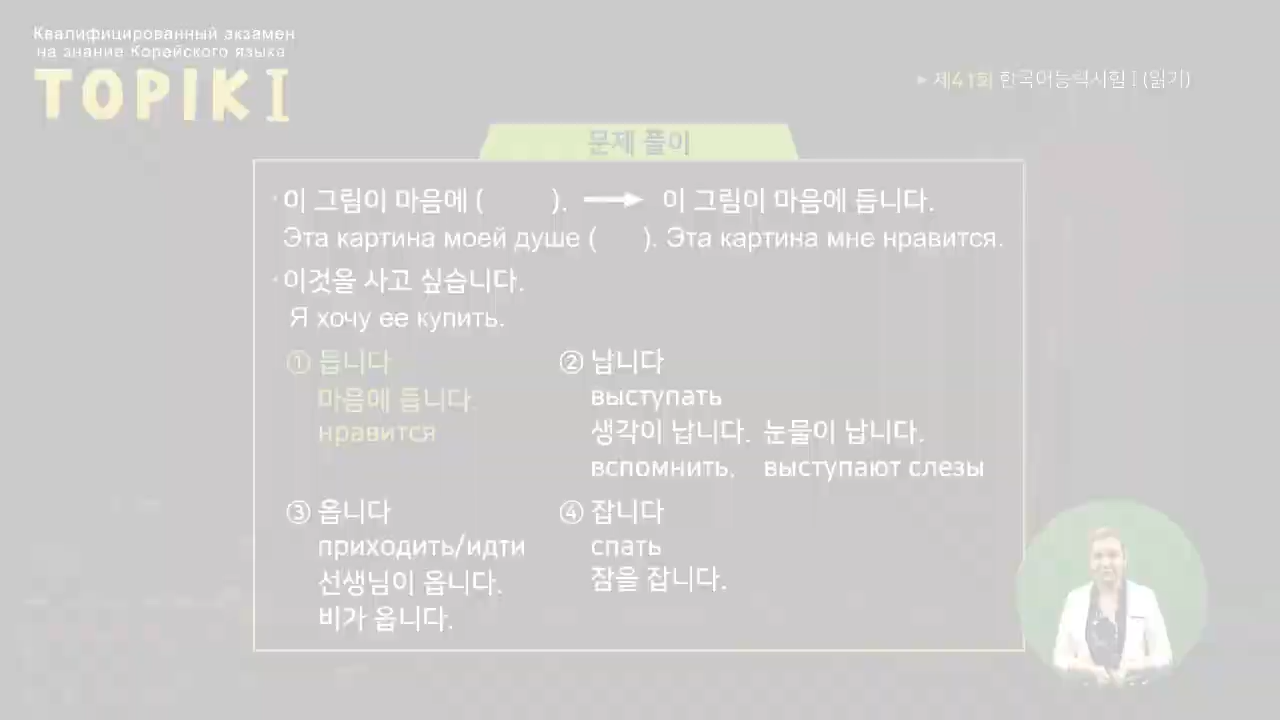 Квалифицированный экзамен
на знание Корейского языка
TOPIK I
▸ 제41회 한국어능력시험 I (읽기)
문제 풀이
· 이 그림이 마음에 (        ). → 이 그림이 마음에 듭니다.
Эта картина моей душе (      ). Эта картина мне нравится.
· 이것을 사고 싶습니다.
Я хочу ее купить.
① 듭니다 ② 납니다
마음에 듭니다. выступать
нравится 생각이 납니다. 눈물이 납니다.
вспомнить. выступают слезы
③ 옵니다 ④ 잡니다
приходить/идти спать
선생님이 옵니다. 잠을 잡니다.
비가 옵니다.